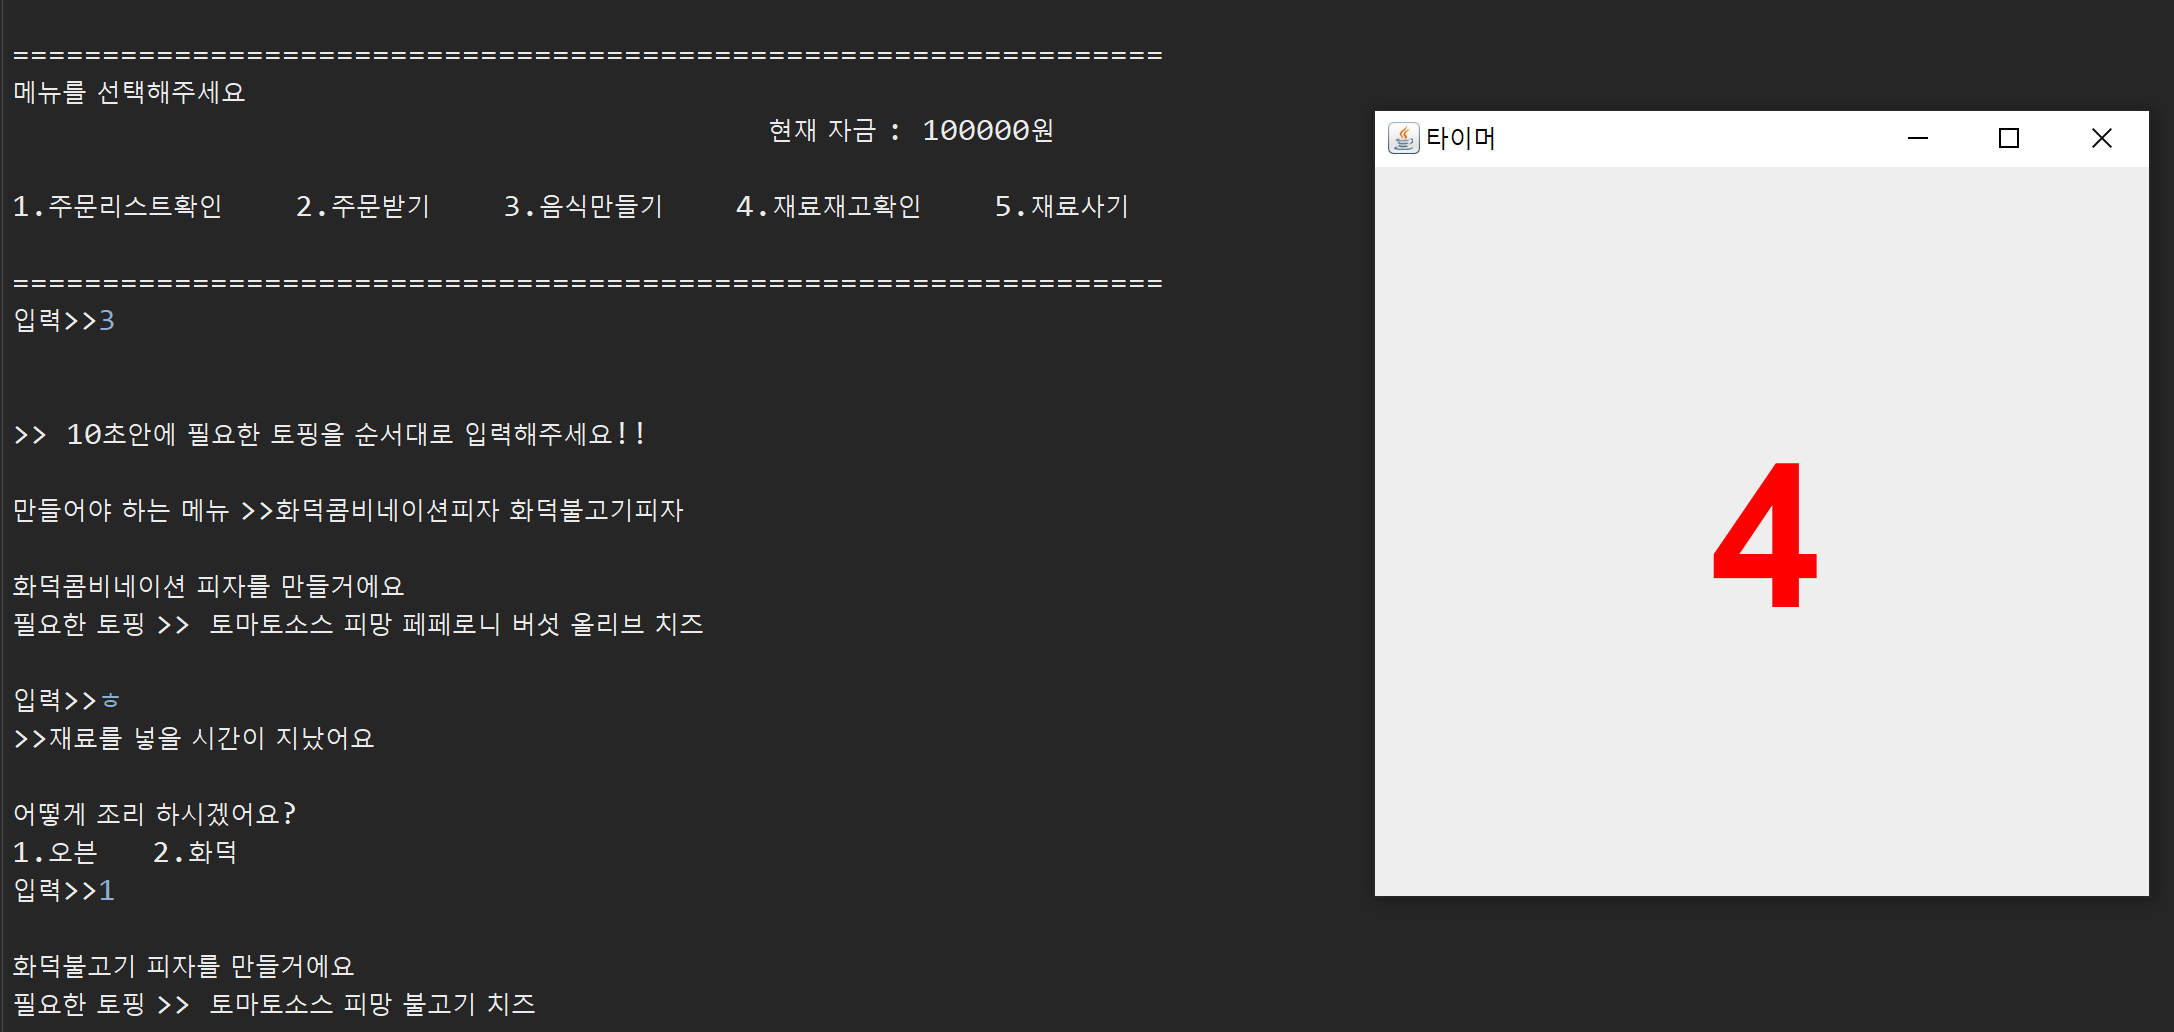 ================================================================
메뉴를 선택해주세요
현재 자금 : 100000원
1.주문리스트확인 2.주문받기 3.음식만들기 4.재료재고확인 5.재료사기
================================================================
입력>>3
>> 10초안에 필요한 토핑을 순서대로 입력해주세요!!
만들어야 하는 메뉴 >>화덕콤비네이션피자 화덕불고기피자
화덕콤비네이션 피자를 만들거에요
필요한 토핑 >> 토마토소스 피망 페페로니 버섯 올리브 치즈
입력>>ㅎ
>>재료를 넣을 시간이 지났어요
어떻게 조리 하시겠어요?
1.오븐 2.화덕
입력>>1
화덕불고기 피자를 만들거에요
필요한 토핑 >> 토마토소스 피망 불고기 치즈
타이머
4